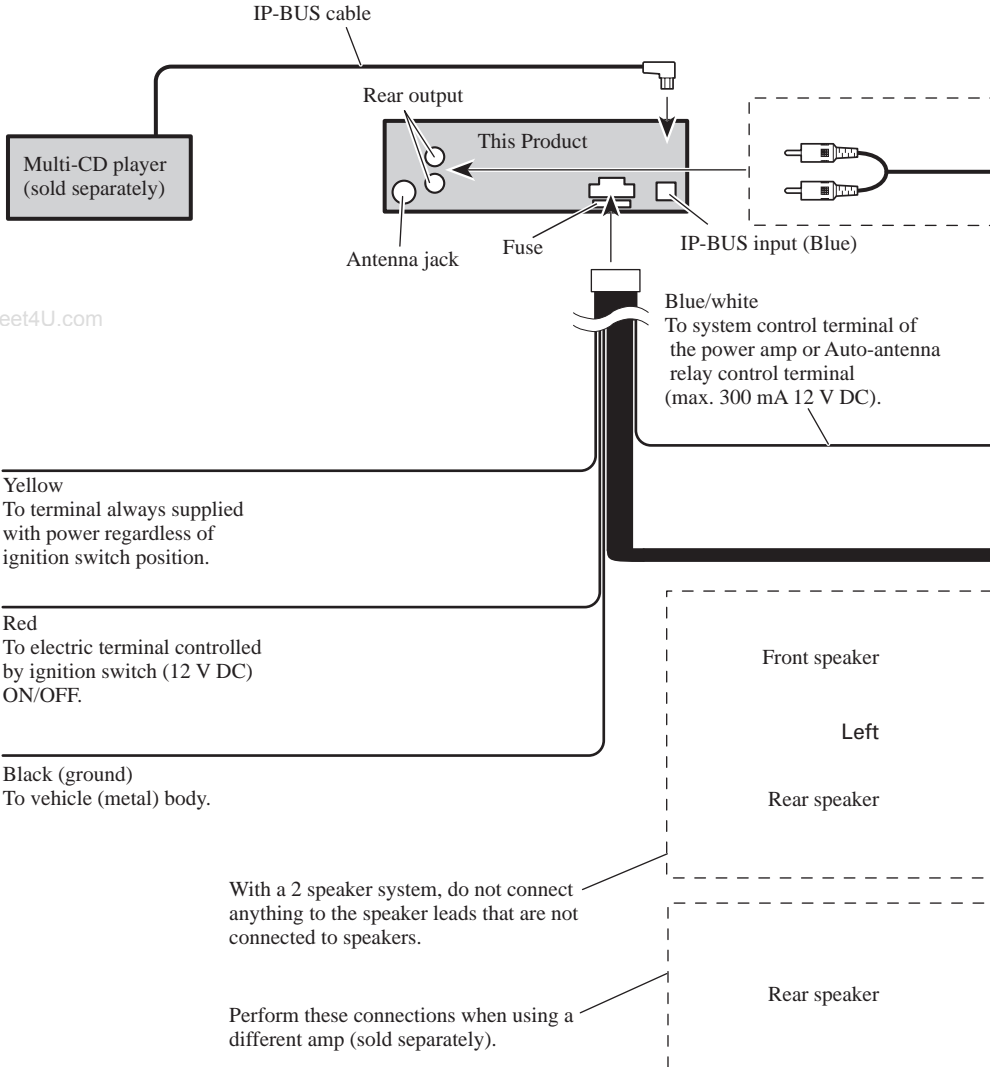 IP-BUS cable
Rear output
This Product
Multi-CD player
(sold separately)
Antenna jack
Fuse
IP-BUS input (Blue)
eet4U.com
Blue/white
To system control terminal of
the power amp or Auto-antenna
relay control terminal
(max. 300 mA 12 V DC).
Yellow
To terminal always supplied
with power regardless of
ignition switch position.
Red
To electric terminal controlled
by ignition switch (12 V DC)
ON/OFF.
Front speaker
Left
Black (ground)
To vehicle (metal) body.
Rear speaker
With a 2 speaker system, do not connect
anything to the speaker leads that are not
connected to speakers.
Rear speaker
Perform these connections when using a
different amp (sold separately).